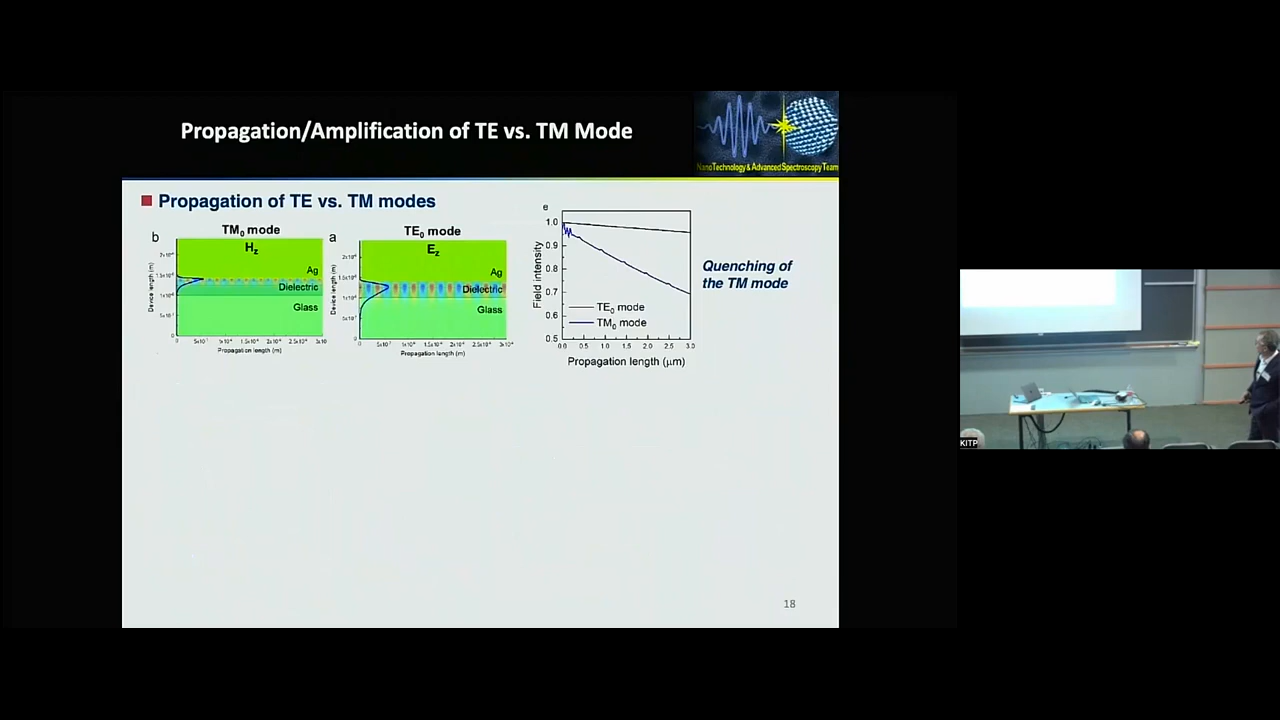 Propagation/Amplification of TE vs. TM Mode
NanoTechnology & Advanced Spectroscopy Team
Propagation of TE vs. TM modes
b
TM0 mode
Hz
Ag
Dielectric
Glass
Device length (m)
Propagation length (m)
a
TE0 mode
Ez
Ag
Dielectric
Glass
Device length (m)
Propagation length (m)
e
Field intensity
1.0
0.9
0.8
0.7
0.6
0.5
TE0 mode
TM0 mode
0.0 0.5 1.0 1.5 2.0 2.5 3.0
Propagation length (μm)
Quenching of
the TM mode
18
KITP